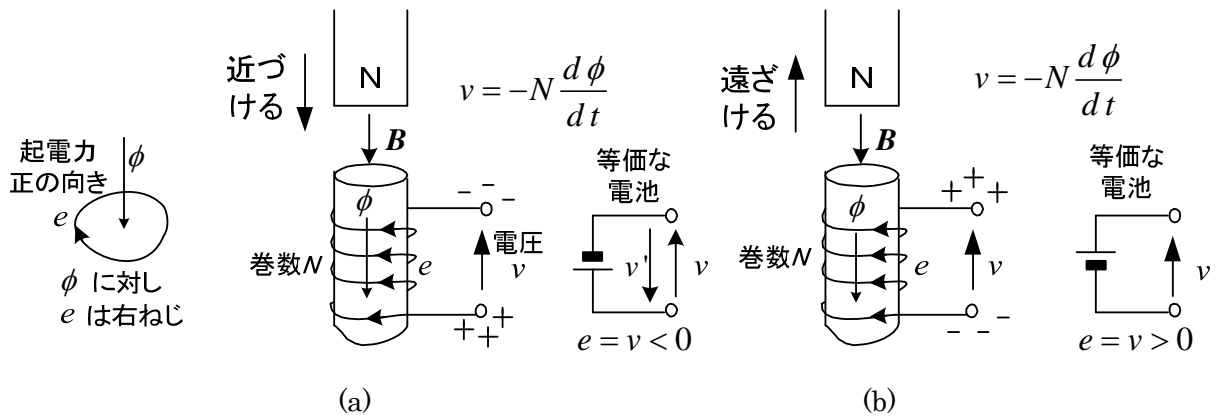 起電力
正の向き
ϕ
e
ϕ に対し
e は右ねじ
近づ
ける
N
B
v = −N dϕ/dt
ϕ
巻数N
e
− − −
電圧
v
+ + +
等価な
電池
v'
v
e = v < 0
(a)
遠ざ
ける
N
B
v = −N dϕ/dt
ϕ
巻数N
e
+ + +
v
− − −
等価な
電池
v
e = v > 0
(b)